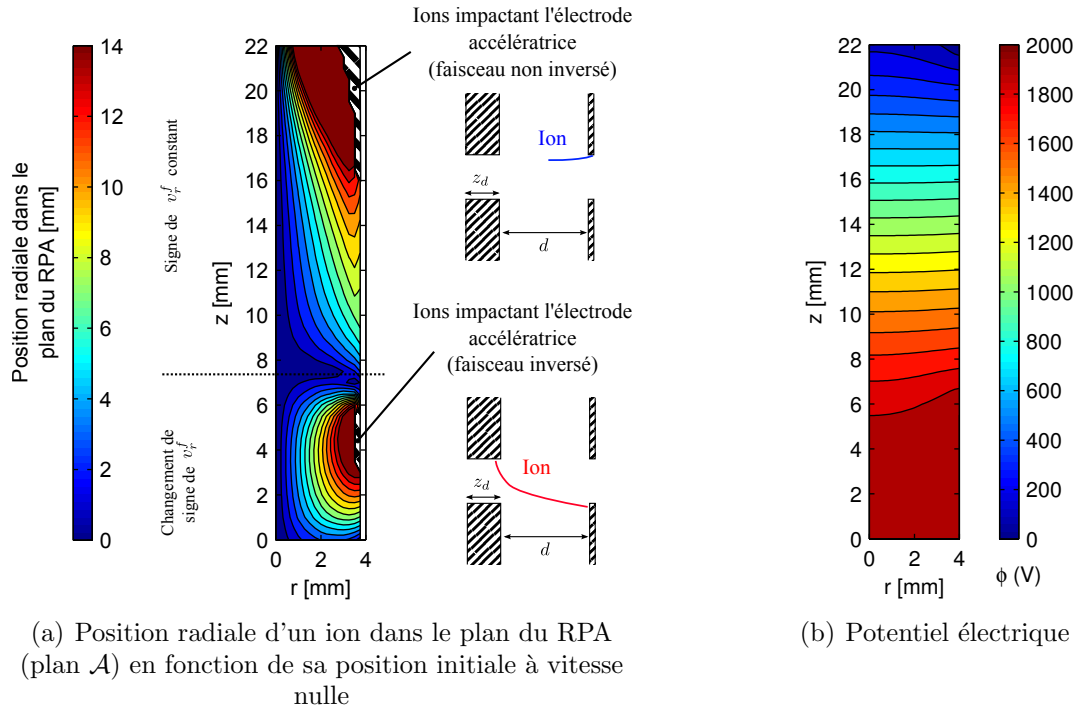 Ions impactant l'électrode
accélératrice
(faisceau non inversé)
Position radiale dans le
plan du RPA [mm]
14
12
10
8
6
4
2
0
Signe de v_r^f constant
Changement de
signe de v_r^f
z [mm]
22
20
18
16
14
12
10
8
6
4
2
0
0 2 4
r [mm]
Ion
z_d
d
Ions impactant l'électrode
accélératrice
(faisceau inversé)
Ion
z_d
d
z [mm]
22
20
18
16
14
12
10
8
6
4
2
0
0 2 4
r [mm]
2000
1800
1600
1400
1200
1000
800
600
400
200
0
ϕ (V)
(a) Position radiale d'un ion dans le plan du RPA
(plan 𝒜) en fonction de sa position initiale à vitesse
nulle
(b) Potentiel électrique